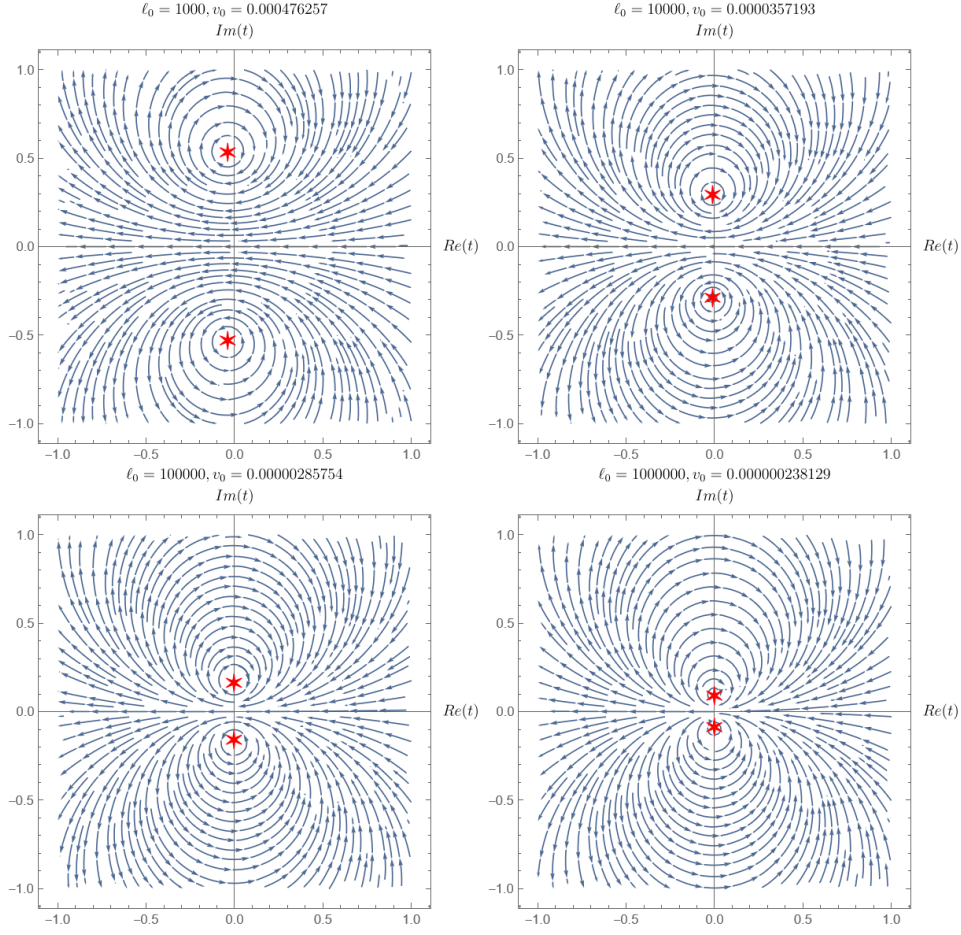 ℓ₀ = 1000, v₀ = 0.000476257
Im(t)
1.0
0.5
0.0
−0.5
−1.0
−1.0 −0.5 0.0 0.5 1.0
Re(t)
ℓ₀ = 10000, v₀ = 0.0000357193
Im(t)
1.0
0.5
0.0
−0.5
−1.0
−1.0 −0.5 0.0 0.5 1.0
Re(t)
ℓ₀ = 100000, v₀ = 0.00000285754
Im(t)
1.0
0.5
0.0
−0.5
−1.0
−1.0 −0.5 0.0 0.5 1.0
Re(t)
ℓ₀ = 1000000, v₀ = 0.000000238129
Im(t)
1.0
0.5
0.0
−0.5
−1.0
−1.0 −0.5 0.0 0.5 1.0
Re(t)